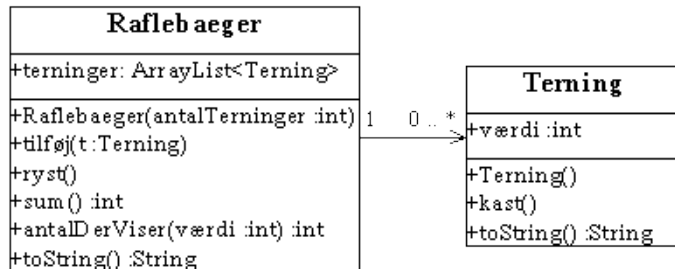 Raflebaeger
+terninger: ArrayList<Terning>
+Raflebaeger(antalTerninger :int)
+tilføj(t :Terning)
+ryst()
+sum() :int
+antalDerViser(værdi :int) :int
+toString() :String
1 0 .. *
Terning
+værdi :int
+Terning()
+kast()
+toString() :String